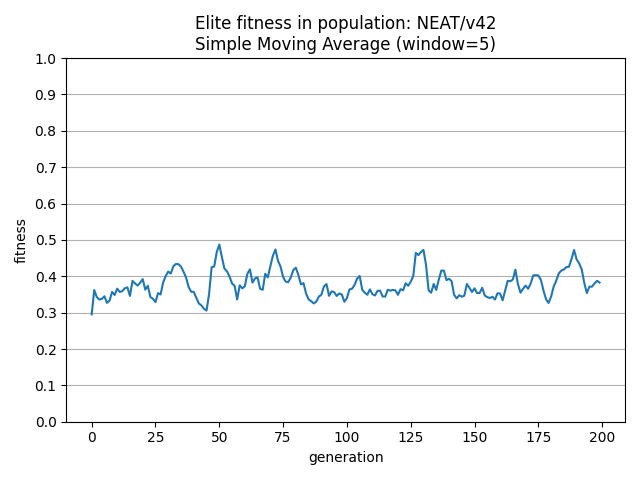 Elite fitness in population: NEAT/v42
Simple Moving Average (window=5)
1.0
0.9
0.8
0.7
0.6
0.5
0.4
0.3
0.2
0.1
0.0
fitness
0 25 50 75 100 125 150 175 200
generation